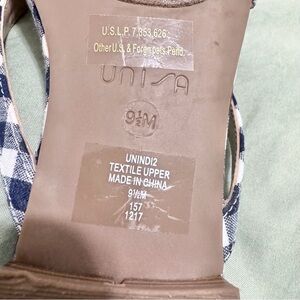 U.S.L.P. 7,353,626.
Other U.S. & Foreign pats Pend.
UNISA
9½M
UNINDI2
TEXTILE UPPER
MADE IN CHINA
9½M
157
1217